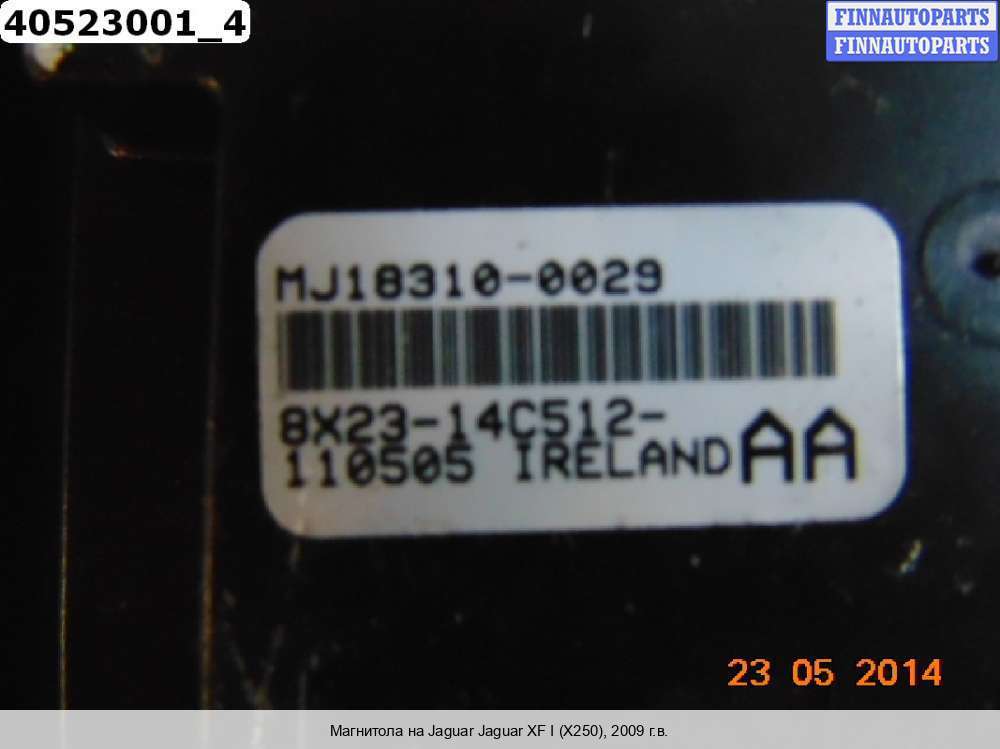 40523001_4
FINNAUTOPARTS
FINNAUTOPARTS
MJ18310-0029
8X23-14C512-
110505 IRELAND AA
23 05 2014
Магнитола на Jaguar Jaguar XF I (X250), 2009 г.в.